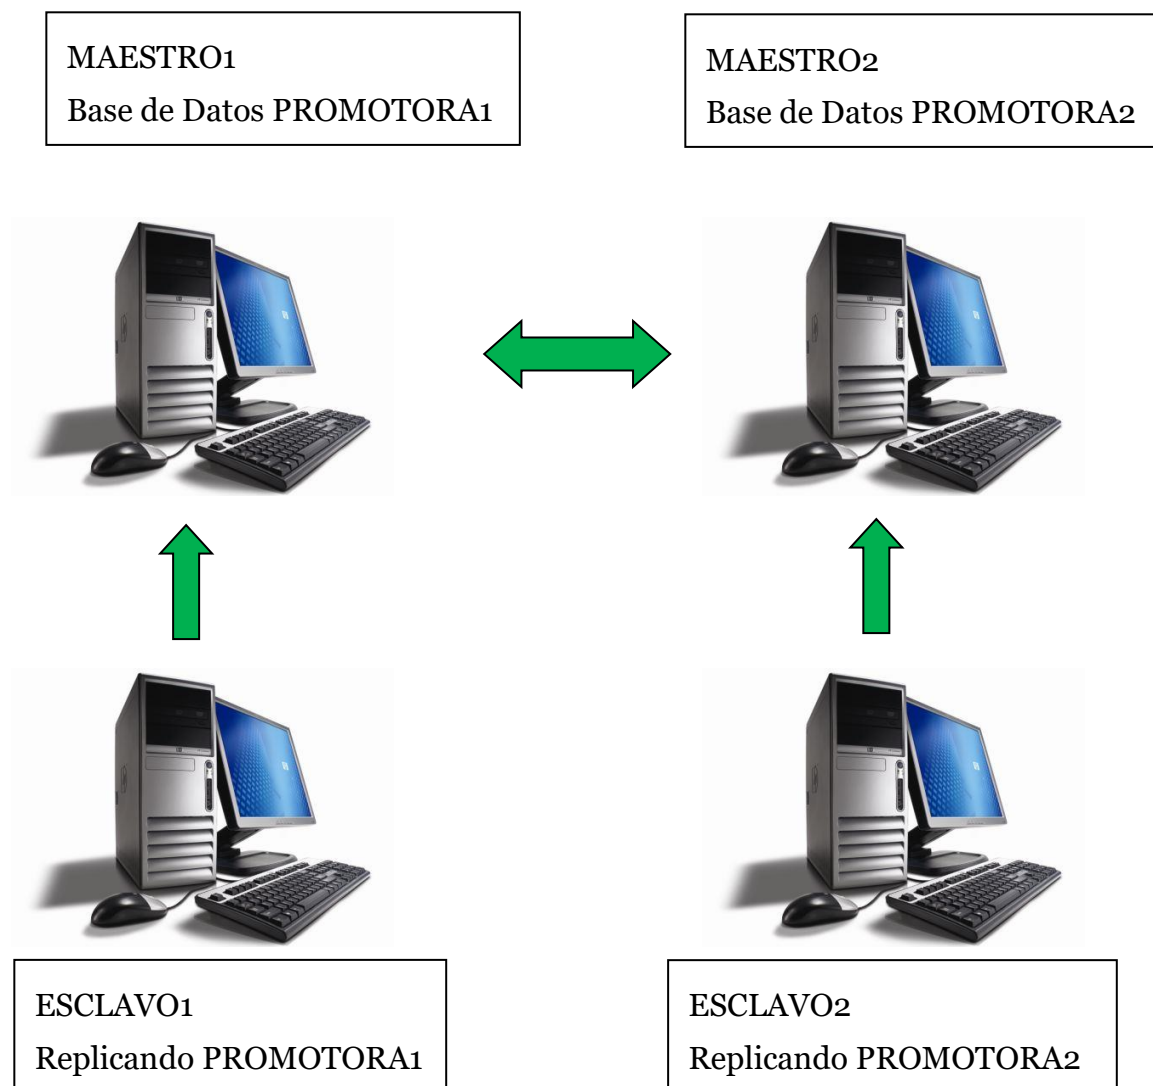 MAESTRO1
Base de Datos PROMOTORA1
MAESTRO2
Base de Datos PROMOTORA2
ESCLAVO1
Replicando PROMOTORA1
ESCLAVO2
Replicando PROMOTORA2